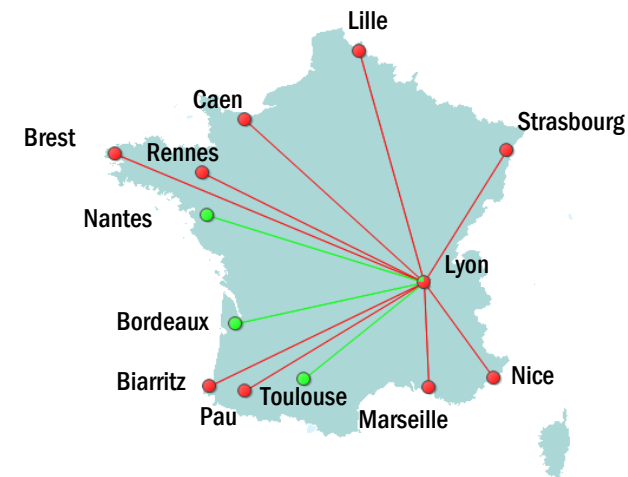 Lille
Caen
Strasbourg
Brest
Rennes
Nantes
Lyon
Bordeaux
Biarritz
Nice
Toulouse
Pau
Marseille